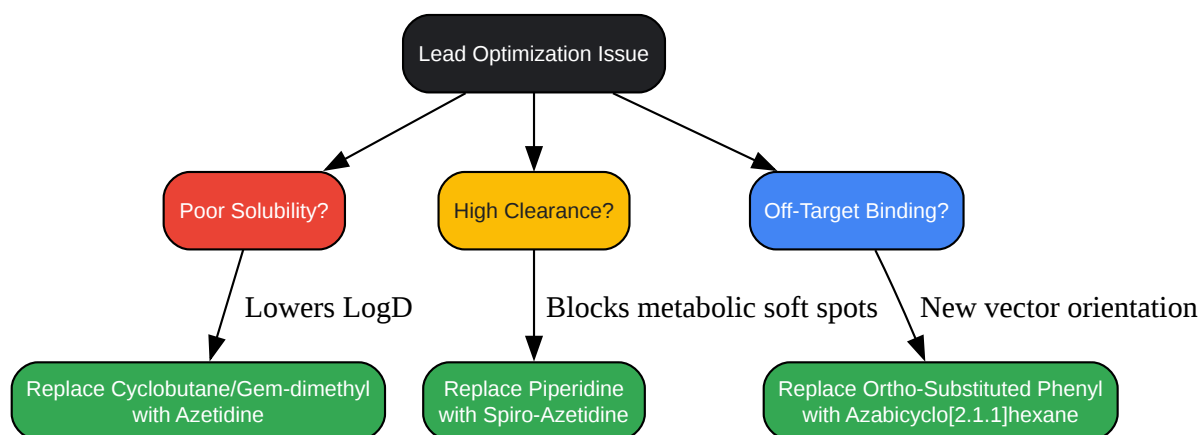 Lead Optimization Issue
Poor Solubility?
High Clearance?
Off-Target Binding?
Lowers LogD
Blocks metabolic soft spots
New vector orientation
Replace Cyclobutane/Gem-dimethyl
with Azetidine
Replace Piperidine
with Spiro-Azetidine
Replace Ortho-Substituted Phenyl
with Azabicyclo[2.1.1]hexane